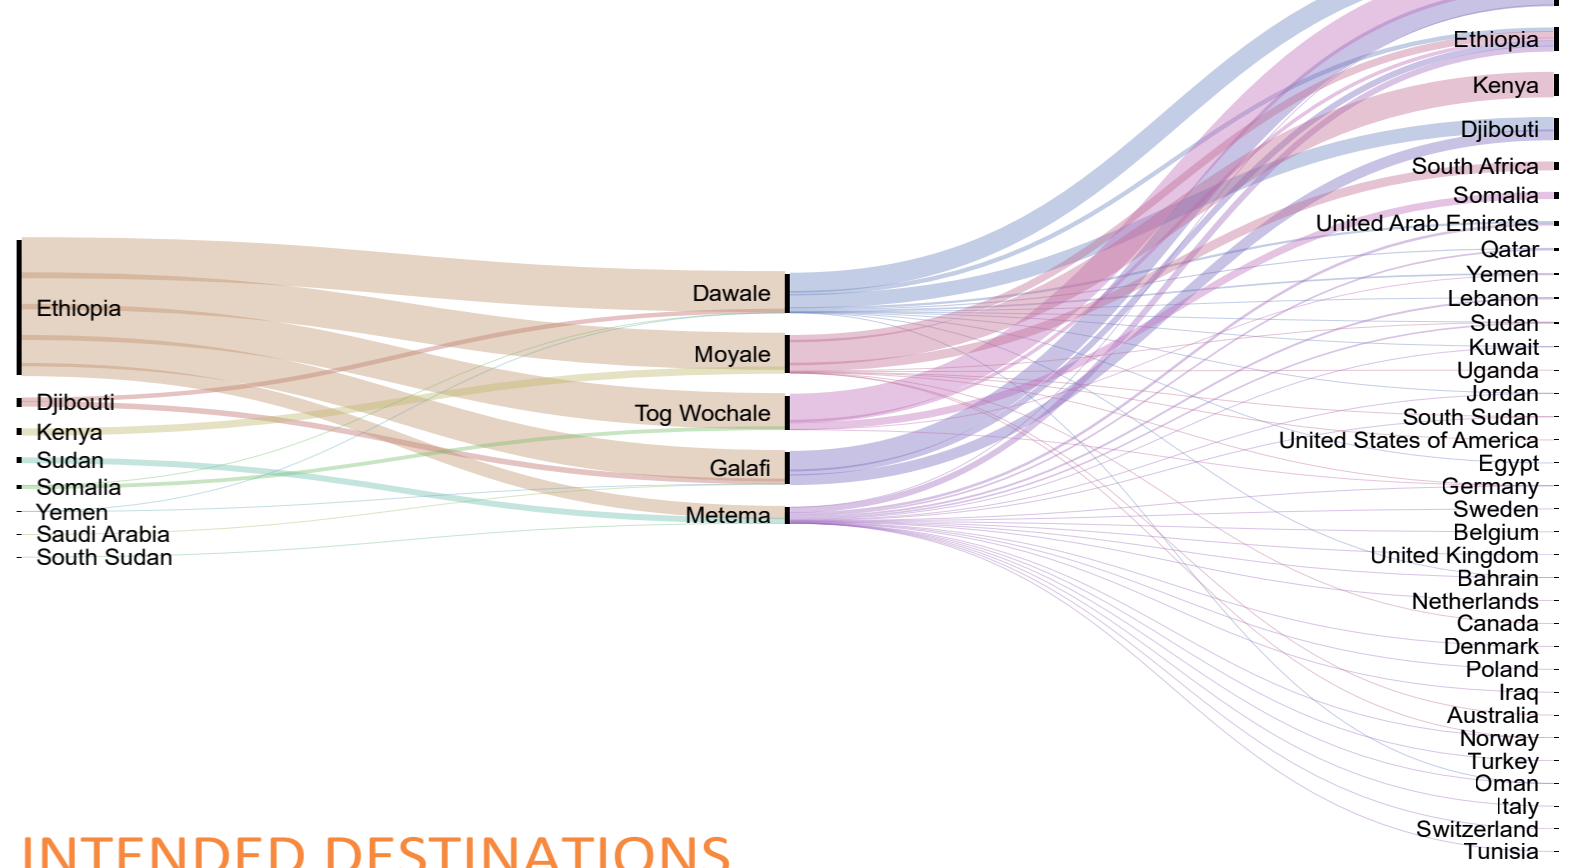 Ethiopia
Djibouti
Kenya
Sudan
Somalia
Yemen
Saudi Arabia
South Sudan
Dawale
Moyale
Tog Wochale
Galafi
Metema
Ethiopia
Kenya
Djibouti
South Africa
Somalia
United Arab Emirates
Qatar
Yemen
Lebanon
Sudan
Kuwait
Uganda
Jordan
South Sudan
United States of America
Egypt
Germany
Sweden
Belgium
United Kingdom
Bahrain
Netherlands
Canada
Denmark
Poland
Iraq
Australia
Norway
Turkey
Oman
Italy
Switzerland
Tunisia
INTENDED DESTINATIONS